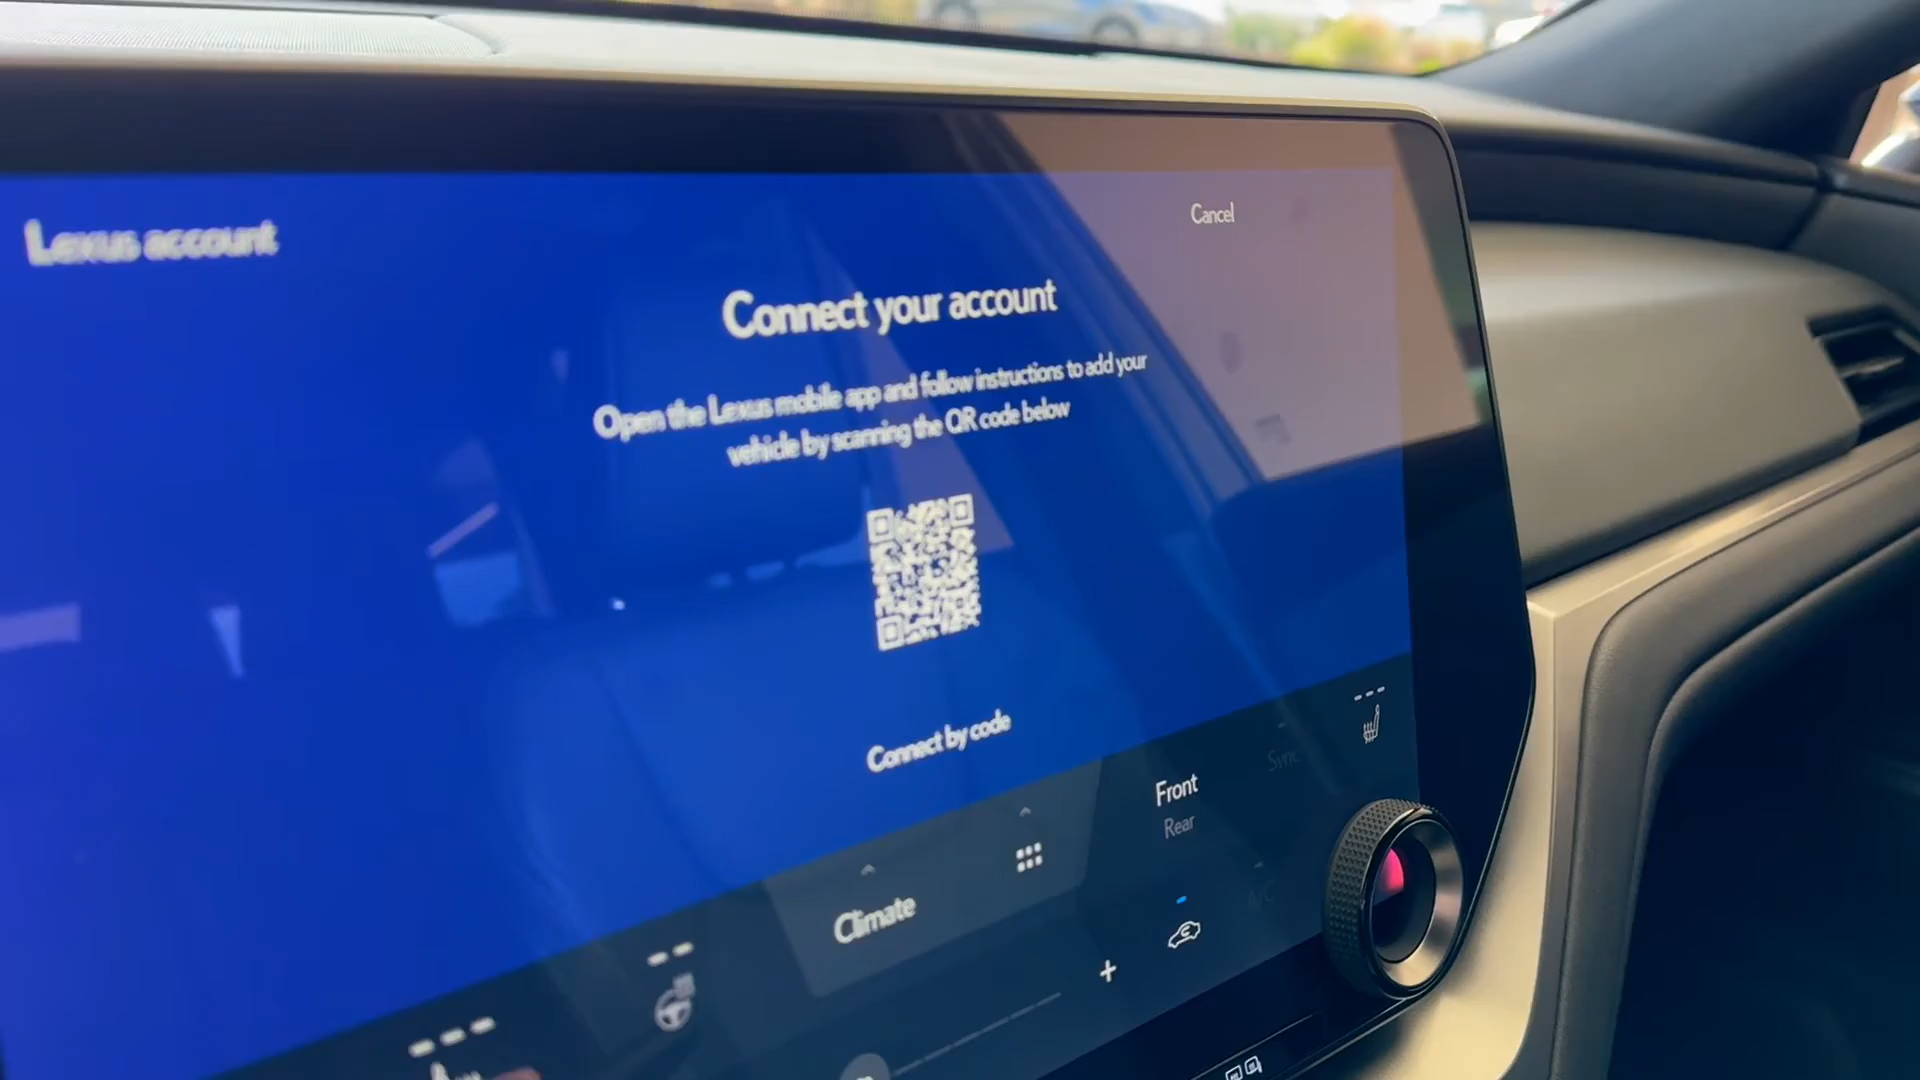 Lexus account
Cancel
Connect your account
Open the Lexus mobile app and follow instructions to add your
vehicle by scanning the QR code below
Connect by code
Front
Rear
Sync
Climate
A/C